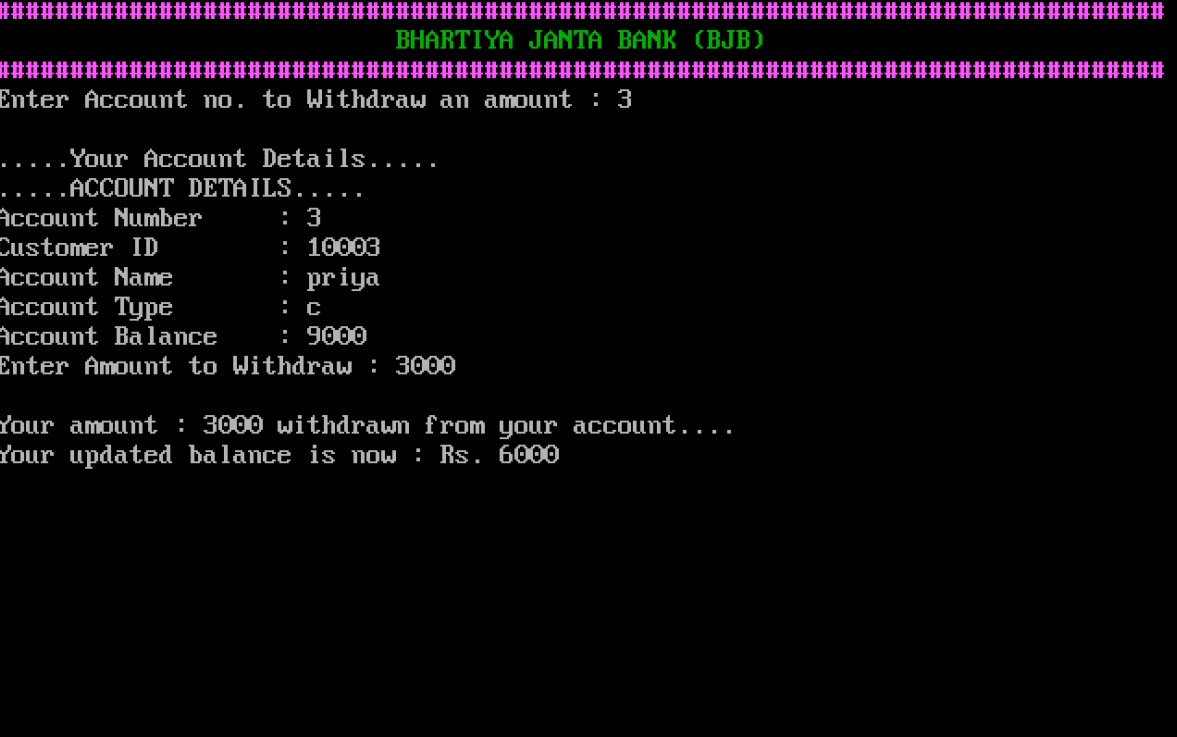 ###############################################################################
BHARTIYA JANTA BANK (BJB)
###############################################################################
Enter Account no. to Withdraw an amount : 3
.....Your Account Details.....
.....ACCOUNT DETAILS.....
Account Number     : 3
Customer ID        : 10003
Account Name       : priya
Account Type       : c
Account Balance    : 9000
Enter Amount to Withdraw : 3000
Your amount : 3000 withdrawn from your account....
Your updated balance is now : Rs. 6000